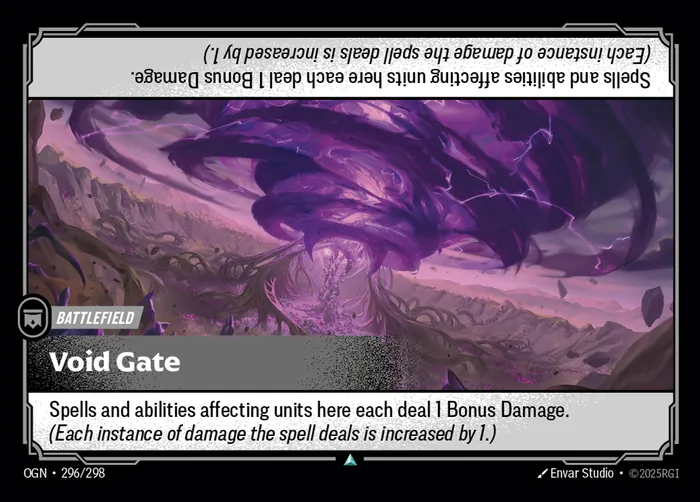 Spells and abilities affecting units here each deal 1 Bonus Damage.
(Each instance of damage the spell deals is increased by 1.)
BATTLEFIELD
Void Gate
Spells and abilities affecting units here each deal 1 Bonus Damage.
(Each instance of damage the spell deals is increased by 1.)
OGN • 296/298
Envar Studio • ©2025RGI